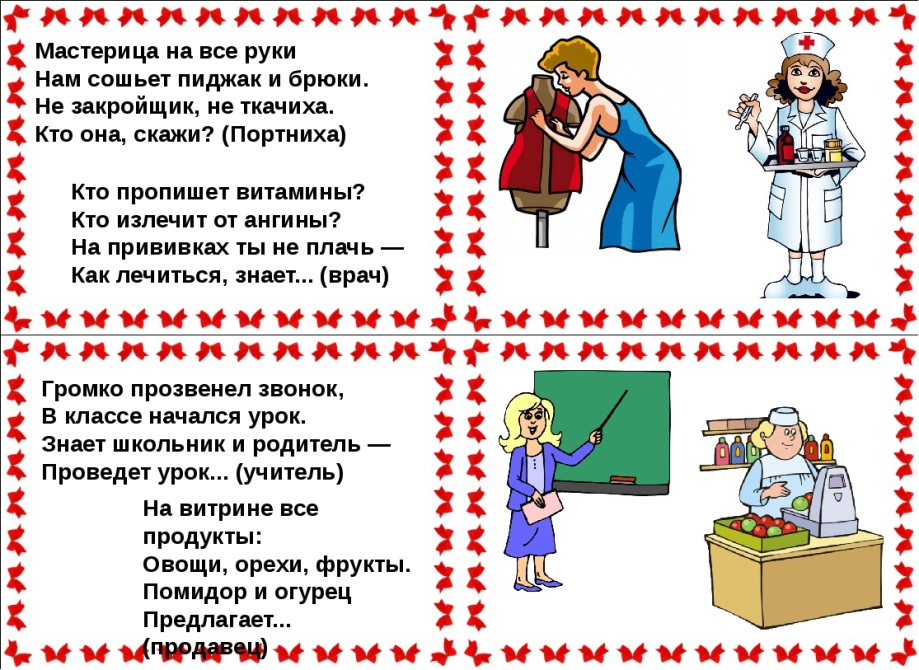 Мастерица на все руки
Нам сошьет пиджак и брюки.
Не закройщик, не ткачиха.
Кто она, скажи? (Портниха)
Кто пропишет витамины?
Кто излечит от ангины?
На прививках ты не плачь —
Как лечиться, знает... (врач)
Громко прозвенел звонок,
В классе начался урок.
Знает школьник и родитель —
Проведет урок... (учитель)
На витрине все
продукты:
Овощи, орехи, фрукты.
Помидор и огурец
Предлагает...
(продавец)